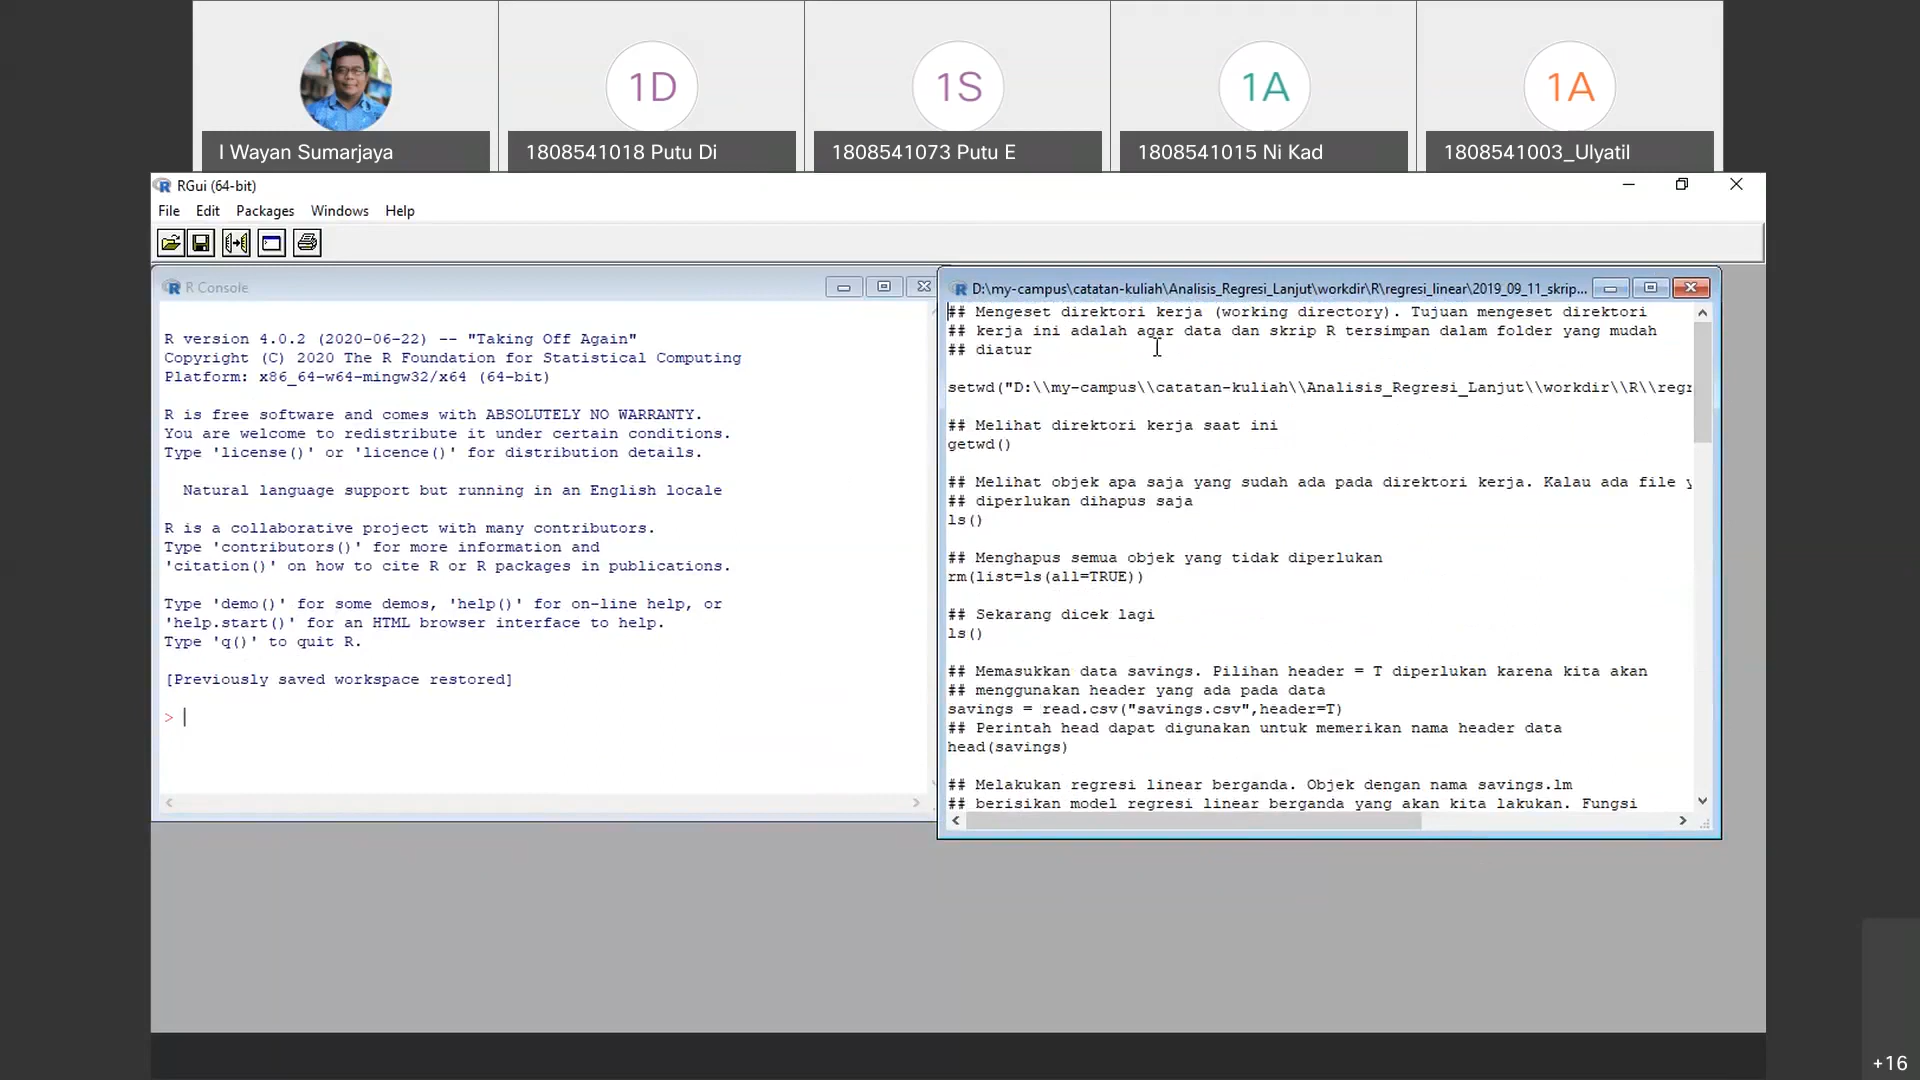 1D
1S
1A
1A
I Wayan Sumarjaya
1808541018 Putu Di
1808541073 Putu E
1808541015 Ni Kad
1808541003_Ulyatil
RGui (64-bit)
File Edit Packages Windows Help
R Console
R version 4.0.2 (2020-06-22) -- "Taking Off Again"
Copyright (C) 2020 The R Foundation for Statistical Computing
Platform: x86_64-w64-mingw32/x64 (64-bit)
R is free software and comes with ABSOLUTELY NO WARRANTY.
You are welcome to redistribute it under certain conditions.
Type 'license()' or 'licence()' for distribution details.
Natural language support but running in an English locale
R is a collaborative project with many contributors.
Type 'contributors()' for more information and
'citation()' on how to cite R or R packages in publications.
Type 'demo()' for some demos, 'help()' for on-line help, or
'help.start()' for an HTML browser interface to help.
Type 'q()' to quit R.
[Previously saved workspace restored]
>
D:\my-campus\catatan-kuliah\Analisis_Regresi_Lanjut\workdir\R\regresi_linear\2019_09_11_skrip...
## Mengeset direktori kerja (working directory). Tujuan mengeset direktori
## kerja ini adalah agar data dan skrip R tersimpan dalam folder yang mudah
## diatur
setwd("D:\\my-campus\\catatan-kuliah\\Analisis_Regresi_Lanjut\\workdir\\R\\regr
## Melihat direktori kerja saat ini
getwd()
## Melihat objek apa saja yang sudah ada pada direktori kerja. Kalau ada file y
## diperlukan dihapus saja
ls()
## Menghapus semua objek yang tidak diperlukan
rm(list=ls(all=TRUE))
## Sekarang dicek lagi
ls()
## Memasukkan data savings. Pilihan header = T diperlukan karena kita akan
## menggunakan header yang ada pada data
savings = read.csv("savings.csv",header=T)
## Perintah head dapat digunakan untuk memerikan nama header data
head(savings)
## Melakukan regresi linear berganda. Objek dengan nama savings.lm
## berisikan model regresi linear berganda yang akan kita lakukan. Fungsi
+16